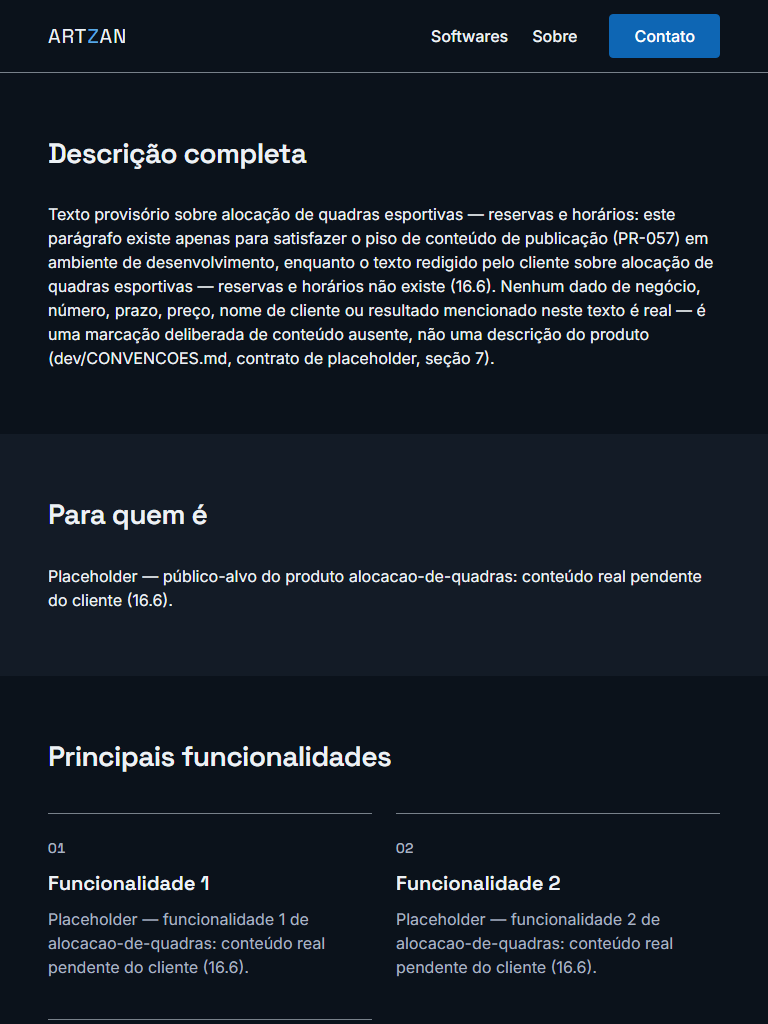 ARTZAN
Softwares Sobre Contato
Descrição completa
Texto provisório sobre alocação de quadras esportivas — reservas e horários: este
parágrafo existe apenas para satisfazer o piso de conteúdo de publicação (PR-057) em
ambiente de desenvolvimento, enquanto o texto redigido pelo cliente sobre alocação de
quadras esportivas — reservas e horários não existe (16.6). Nenhum dado de negócio,
número, prazo, preço, nome de cliente ou resultado mencionado neste texto é real — é
uma marcação deliberada de conteúdo ausente, não uma descrição do produto
(dev/CONVENCOES.md, contrato de placeholder, seção 7).
Para quem é
Placeholder — público-alvo do produto alocacao-de-quadras: conteúdo real pendente
do cliente (16.6).
Principais funcionalidades
01
Funcionalidade 1
Placeholder — funcionalidade 1 de
alocacao-de-quadras: conteúdo real
pendente do cliente (16.6).
02
Funcionalidade 2
Placeholder — funcionalidade 2 de
alocacao-de-quadras: conteúdo real
pendente do cliente (16.6).